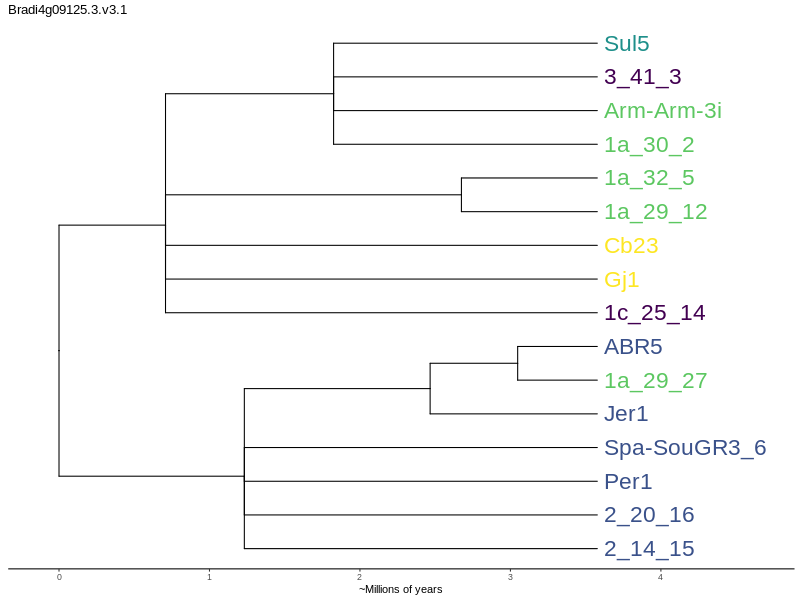 Bradi4g09125.3.v3.1
Sul5
3_41_3
Arm-Arm-3i
1a_30_2
1a_32_5
1a_29_12
Cb23
Gj1
1c_25_14
ABR5
1a_29_27
Jer1
Spa-SouGR3_6
Per1
2_20_16
2_14_15
0 1 2 3 4
~Millions of years